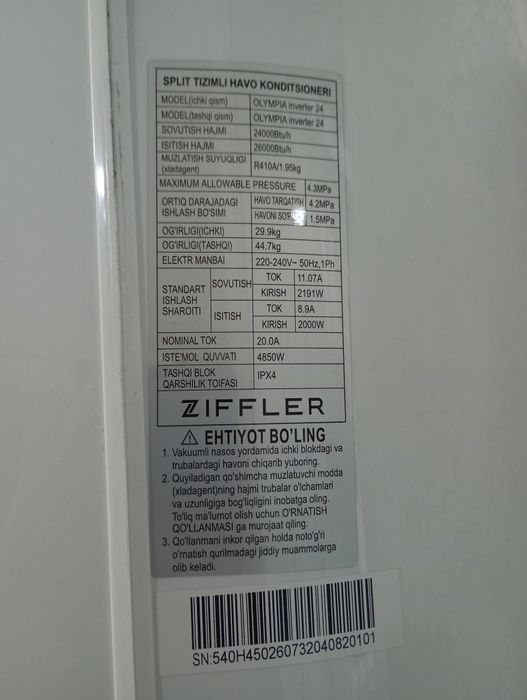 SPLIT TIZIMLI HAVO KONDITSIONERI
MODEL(ichki qism) OLYMPIA inverter 24
MODEL(tashqi qism) OLYMPIA inverter 24
SOVUTISH HAJMI 24000Btu/h
ISITISH HAJMI 26000Btu/h
MUZLATISH SUYUQLIGI
(xladagent) R410A/1.95kg
MAXIMUM ALLOWABLE PRESSURE 4.3MPa
ORTIQ DARAJADAGI
ISHLASH BO'SIMI
HAVO TARQATISH 4.2MPa
HAVONI 1.5MPa
OG'IRLIGI(ICHKI) 29.9kg
OG'IRLIGI(TASHQI) 44.7kg
ELEKTR MANBAI 220-240V~ 50Hz,1Ph
STANDART
ISHLASH
SHAROITI
SOVUTISH
TOK 11.07A
KIRISH 2191W
ISITISH
TOK 8.9A
KIRISH 2000W
NOMINAL TOK 20.0A
ISTE'MOL QUVVATI 4850W
TASHQI BLOK
QARSHILIK TOIFASI IPX4
ZIFFLER
EHTIYOT BO'LING
1. Vakuumli nasos yordamida ichki blokdagi va
trubalardagi havoni chiqarib yuboring.
2. Quyiladigan qo'shimcha muzlatuvchi modda
(xladagent)ning hajmi trubalar o'lchamlari
va uzunligiga bog'liqligini inobatga oling.
To'liq ma'lumot olish uchun O'RNATISH
QO'LLANMASI ga murojaat qiling.
3. Qo'llanmani inkor qilgan holda noto'g'ri
o'rnatish qurilmadagi jiddiy muammolarga
olib keladi.
SN:540H450260732040820101